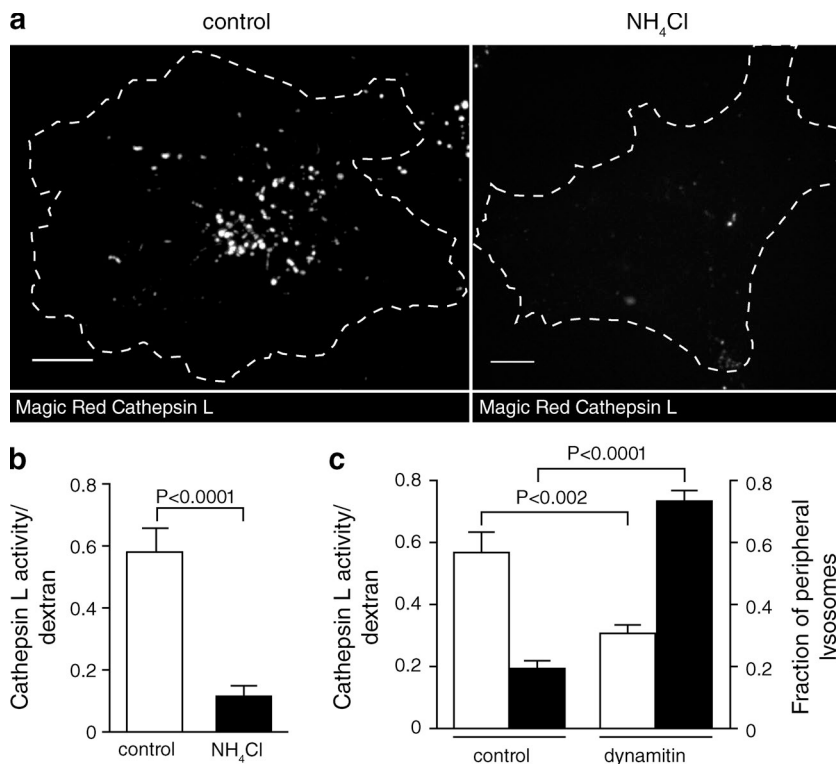 a
control
NH₄Cl
Magic Red Cathepsin L
Magic Red Cathepsin L
b
Cathepsin L activity/
dextran
0.8
0.6
0.4
0.2
0
P<0.0001
control
NH₄Cl
c
Cathepsin L activity/
dextran
0.8
0.6
0.4
0.2
0
P<0.0001
P<0.002
control
dynamitin
0.8
0.6
0.4
0.2
0
Fraction of peripheral
lysosomes